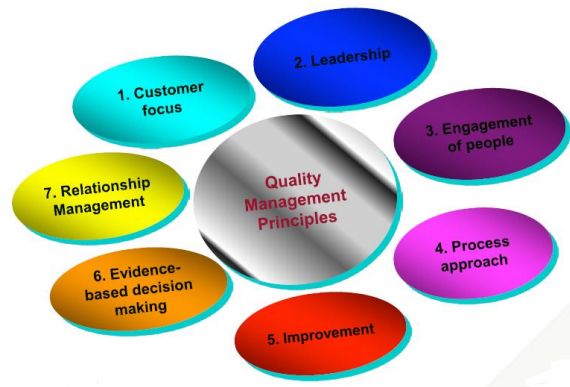 1. Customer
focus
2. Leadership
3. Engagement
of people
4. Process
approach
5. Improvement
6. Evidence-
based decision
making
7. Relationship
Management
Quality
Management
Principles